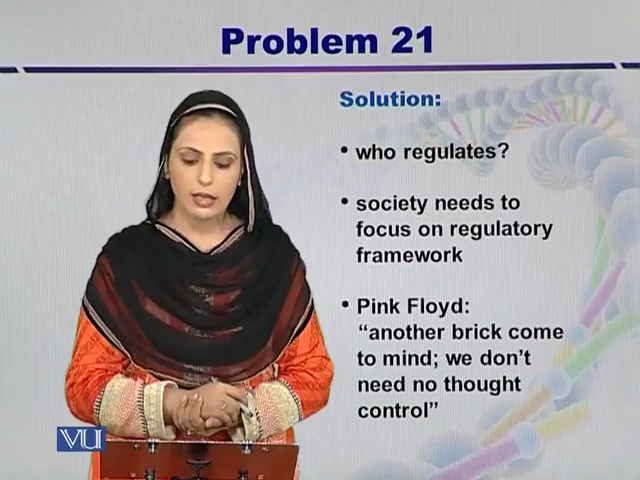 Problem 21
Solution:
• who regulates?
• society needs to
focus on regulatory
framework
• Pink Floyd:
“another brick come
to mind; we don’t
need no thought
control”
VU